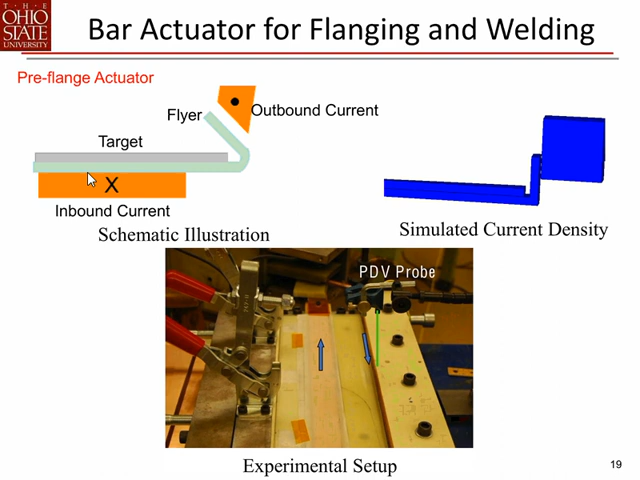 THE
OHIO
STATE
UNIVERSITY
Bar Actuator for Flanging and Welding
Pre-flange Actuator
Flyer
Outbound Current
Target
X
Inbound Current
Schematic Illustration
Simulated Current Density
PDV Probe
Experimental Setup
19